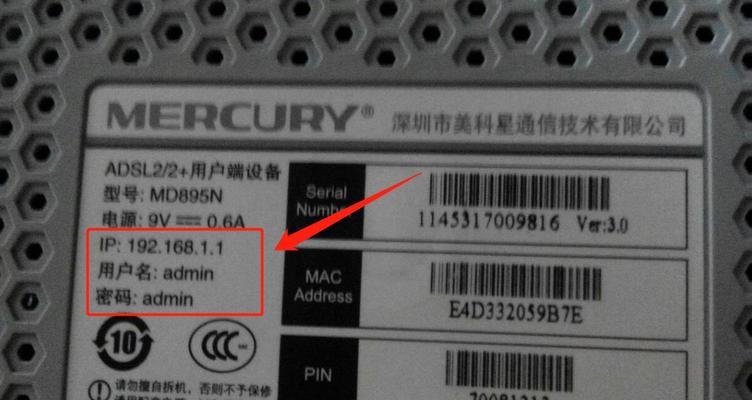 MERCURY® 深圳市美科星通信技术有限公司
ADSL2/2+用户端设备
型号: MD895N
电源: 9V 0.6A
IP: 192.168.1.1
用户名: admin
密码: admin
10
CCC
请勿自拆机，否则不予保修
Serial
Number
1145317009816 Ver:3.0
MAC
Address
E4D332059B7E
PIN